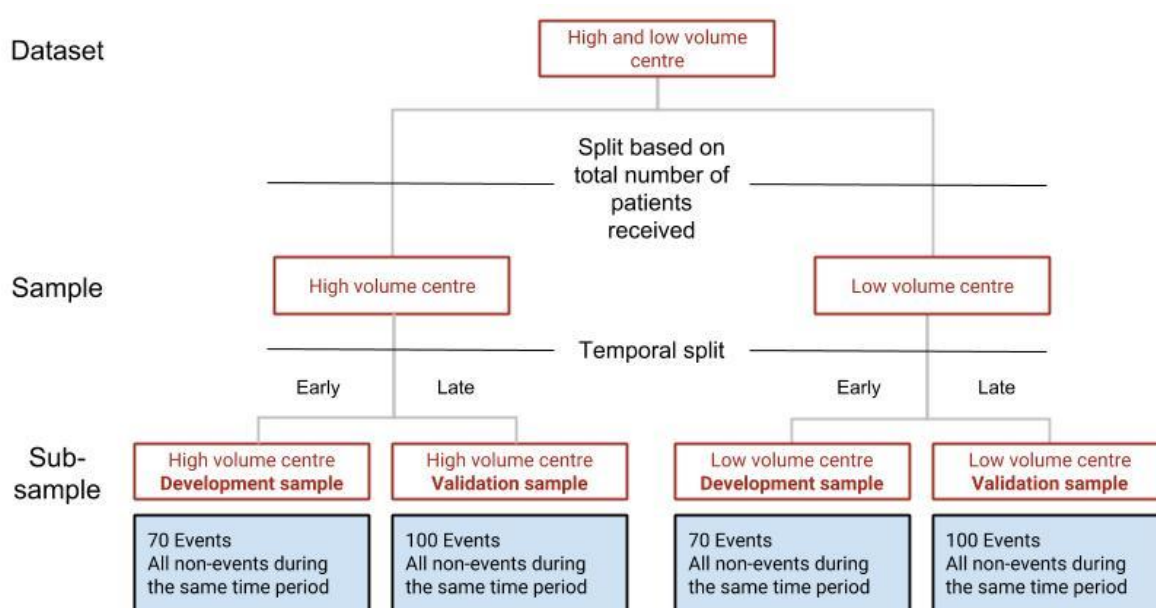 Dataset
High and low volume
centre
Split based on
total number of
patients
received
Sample
High volume centre
Low volume centre
Temporal split
Early
Late
Early
Late
Sub-
sample
High volume centre
Development sample
High volume centre
Validation sample
Low volume centre
Development sample
Low volume centre
Validation sample
70 Events
All non-events during
the same time period
100 Events
All non-events during
the same time period
70 Events
All non-events during
the same time period
100 Events
All non-events during
the same time period